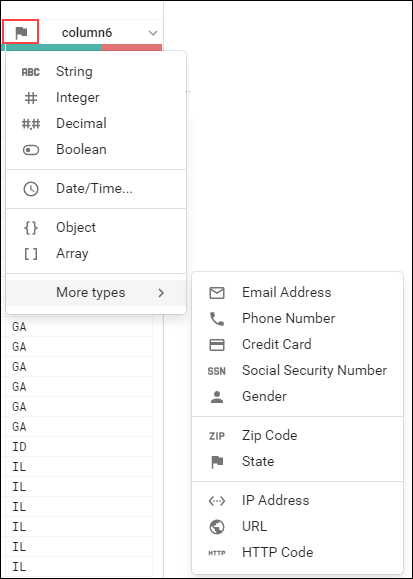 column6
ABC String
# Integer
#.# Decimal
Boolean
Date/Time...
{} Object
[ ] Array
More types
Email Address
Phone Number
Credit Card
SSN Social Security Number
Gender
ZIP Zip Code
State
IP Address
URL
HTTP HTTP Code
GA
GA
GA
GA
GA
GA
ID
IL
IL
IL
IL
IL
IL